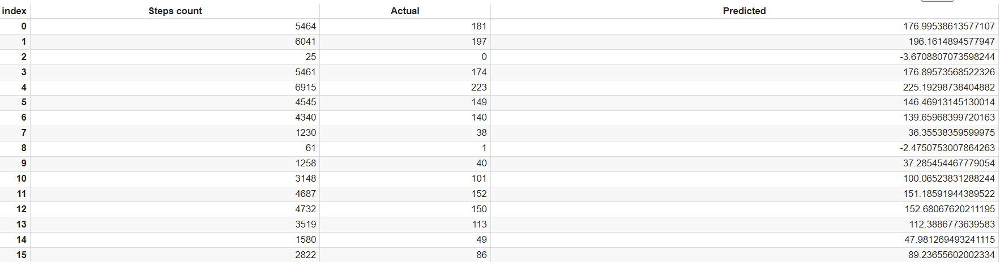 index Steps count Actual Predicted
0 5464 181 176.99538613577107
1 6041 197 196.1614894577947
2 25 0 -3.6708807073598244
3 5461 174 176.89573568522326
4 6915 223 225.19298738404882
5 4545 149 146.46913145130014
6 4340 140 139.65968399720163
7 1230 38 36.35538359599975
8 61 1 -2.4750753007864263
9 1258 40 37.285454467779054
10 3148 101 100.06523831288244
11 4687 152 151.18591944389522
12 4732 150 152.68067620211195
13 3519 113 112.3886773639583
14 1580 49 47.981269493241115
15 2822 86 89.23655602002334